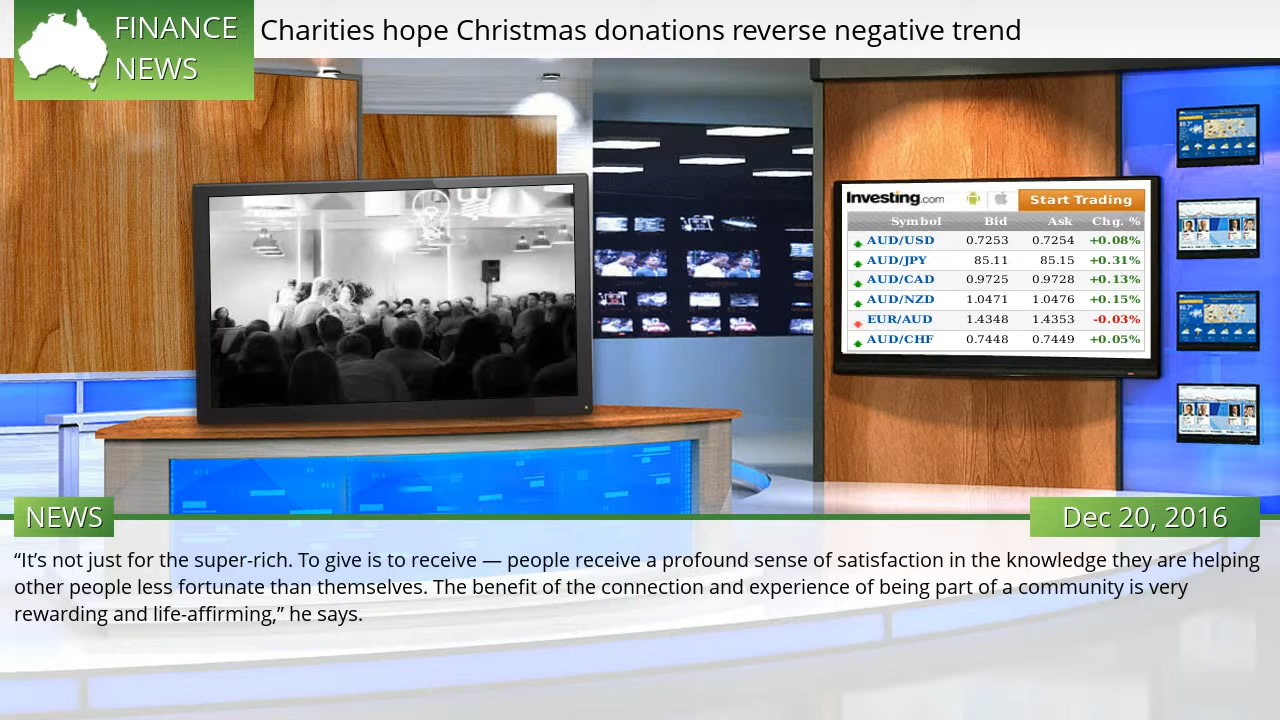 FINANCE
NEWS
Charities hope Christmas donations reverse negative trend
Investing.com Start Trading
Symbol Bid Ask Chg. %
AUD/USD 0.7253 0.7254 +0.08%
AUD/JPY 85.11 85.15 +0.31%
AUD/CAD 0.9725 0.9728 +0.13%
AUD/NZD 1.0471 1.0476 +0.15%
EUR/AUD 1.4348 1.4353 -0.03%
AUD/CHF 0.7448 0.7449 +0.05%
NEWS
Dec 20, 2016
“It’s not just for the super-rich. To give is to receive — people receive a profound sense of satisfaction in the knowledge they are helping
other people less fortunate than themselves. The benefit of the connection and experience of being part of a community is very
rewarding and life-affirming,” he says.